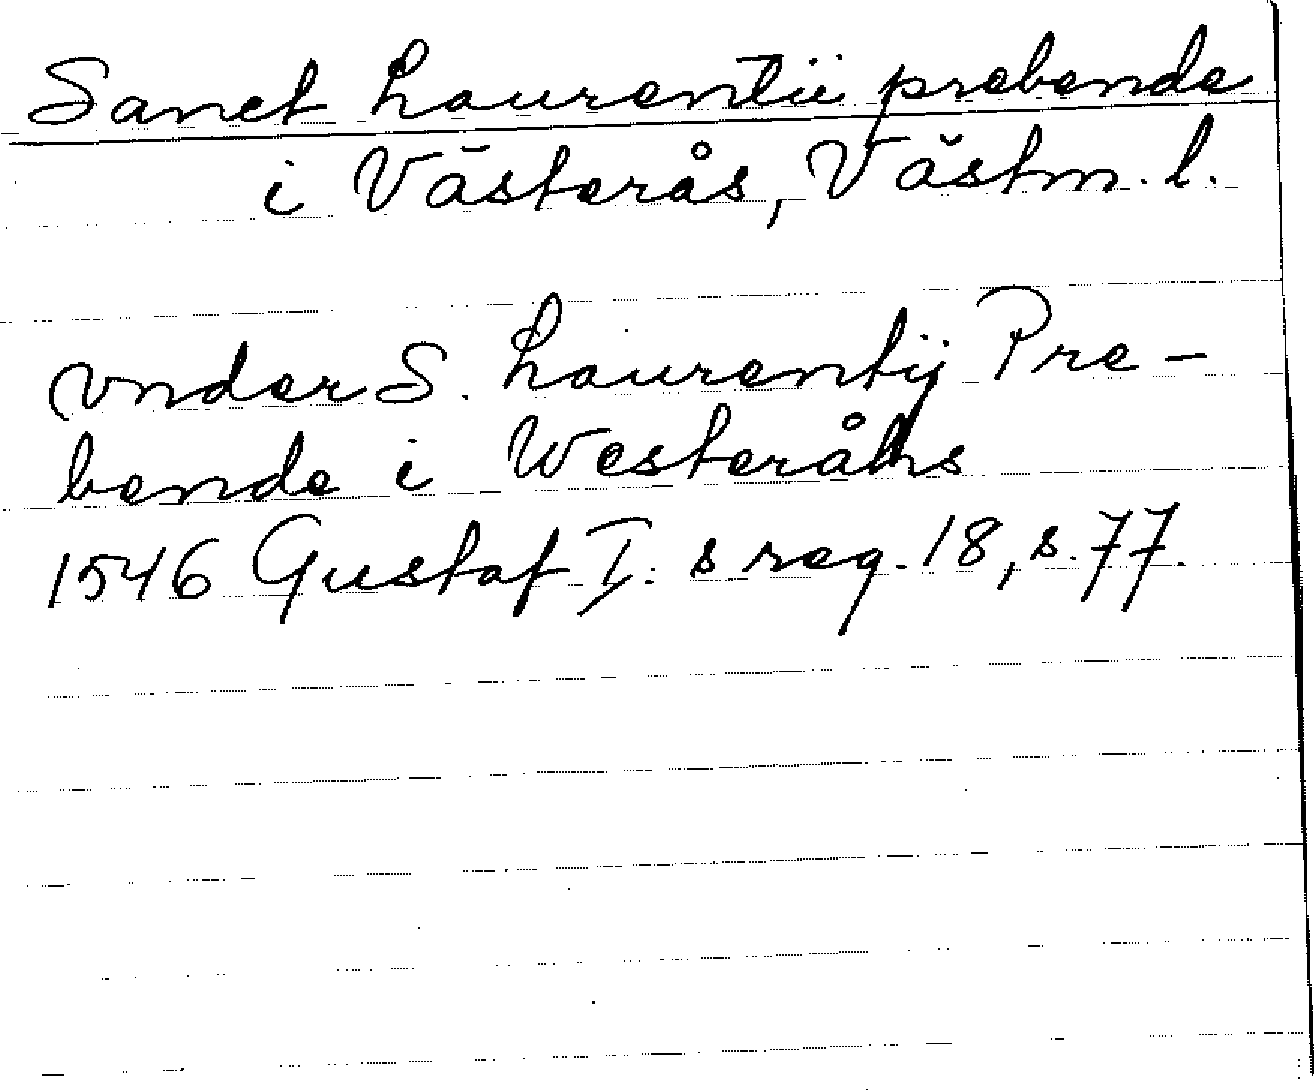 Sanct Laurentii prebende
i Västerås, Västm. l.
vnder S. Laurentij Pre-
bende i Westeråhs
1546 Gustaf I:s reg. 18, s. 77.